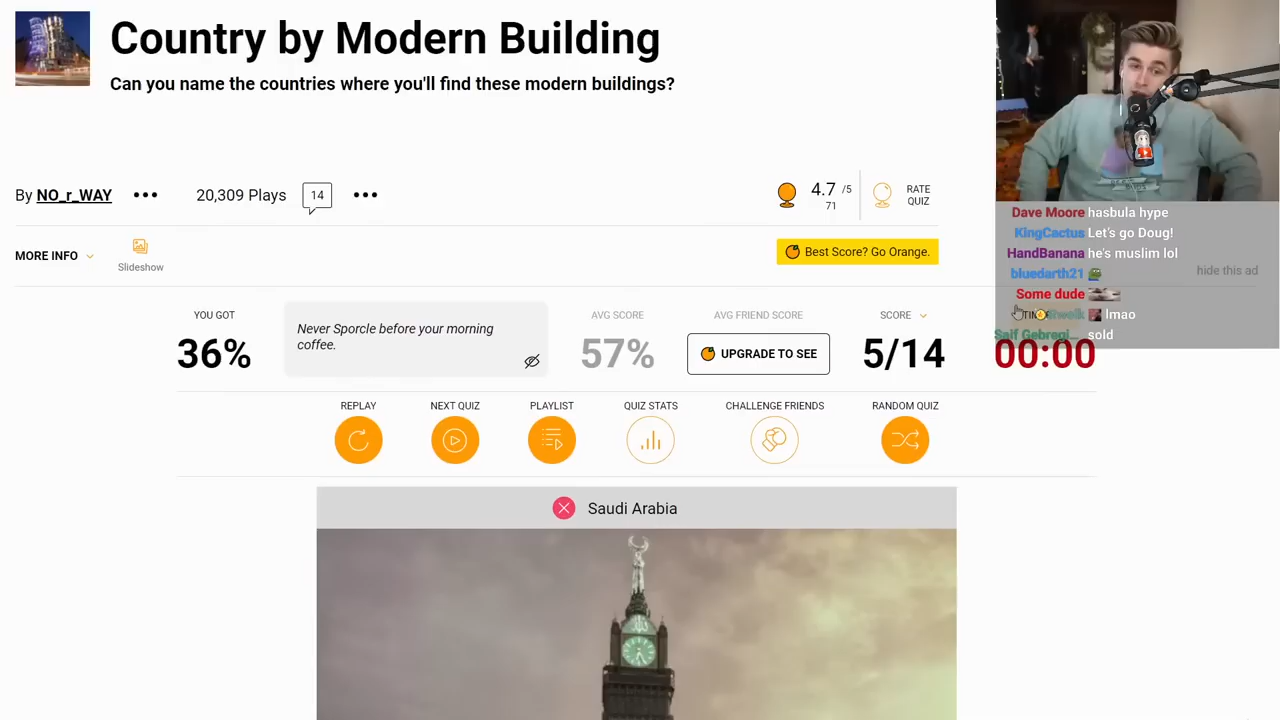 Country by Modern Building
Can you name the countries where you'll find these modern buildings?
By NO_r_WAY
20,309 Plays
14
4.7 /5
71
RATE
QUIZ
MORE INFO
Slideshow
Best Score? Go Orange.
YOU GOT
36%
Never Sporcle before your morning
coffee.
AVG SCORE
57%
AVG FRIEND SCORE
UPGRADE TO SEE
SCORE
5/14
00:00
REPLAY
NEXT QUIZ
PLAYLIST
QUIZ STATS
CHALLENGE FRIENDS
RANDOM QUIZ
Saudi Arabia
Dave Moore hasbula hype
KingCactus Let's go Doug!
HandBanana he's muslim lol
hide this ad
bluedarth21
Some dude
lmao
sold